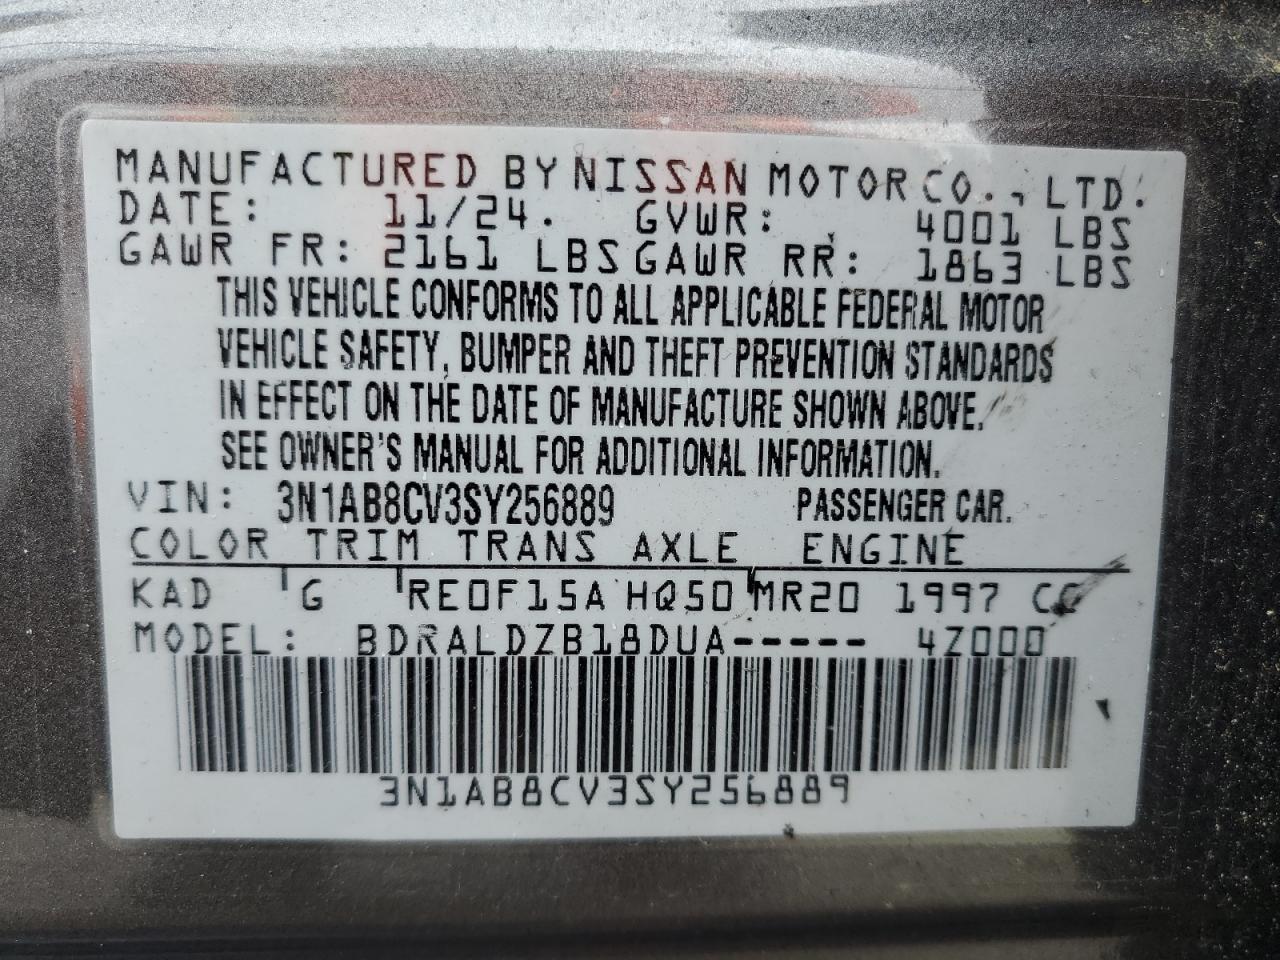 MANUFACTURED BY NISSAN MOTOR CO., LTD.
DATE: 11/24. GVWR: 4001 LBS
GAWR FR: 2161 LBS GAWR RR: 1863 LBS
THIS VEHICLE CONFORMS TO ALL APPLICABLE FEDERAL MOTOR
VEHICLE SAFETY, BUMPER AND THEFT PREVENTION STANDARDS
IN EFFECT ON THE DATE OF MANUFACTURE SHOWN ABOVE.
SEE OWNER'S MANUAL FOR ADDITIONAL INFORMATION.
VIN: 3N1AB8CV3SY256889 PASSENGER CAR.
COLOR TRIM TRANS AXLE ENGINE
KAD G RE0F15A HQ50 MR20 1997 CC
MODEL: BDRALDZB18DUA----- 4Z000
3N1AB8CV3SY256889